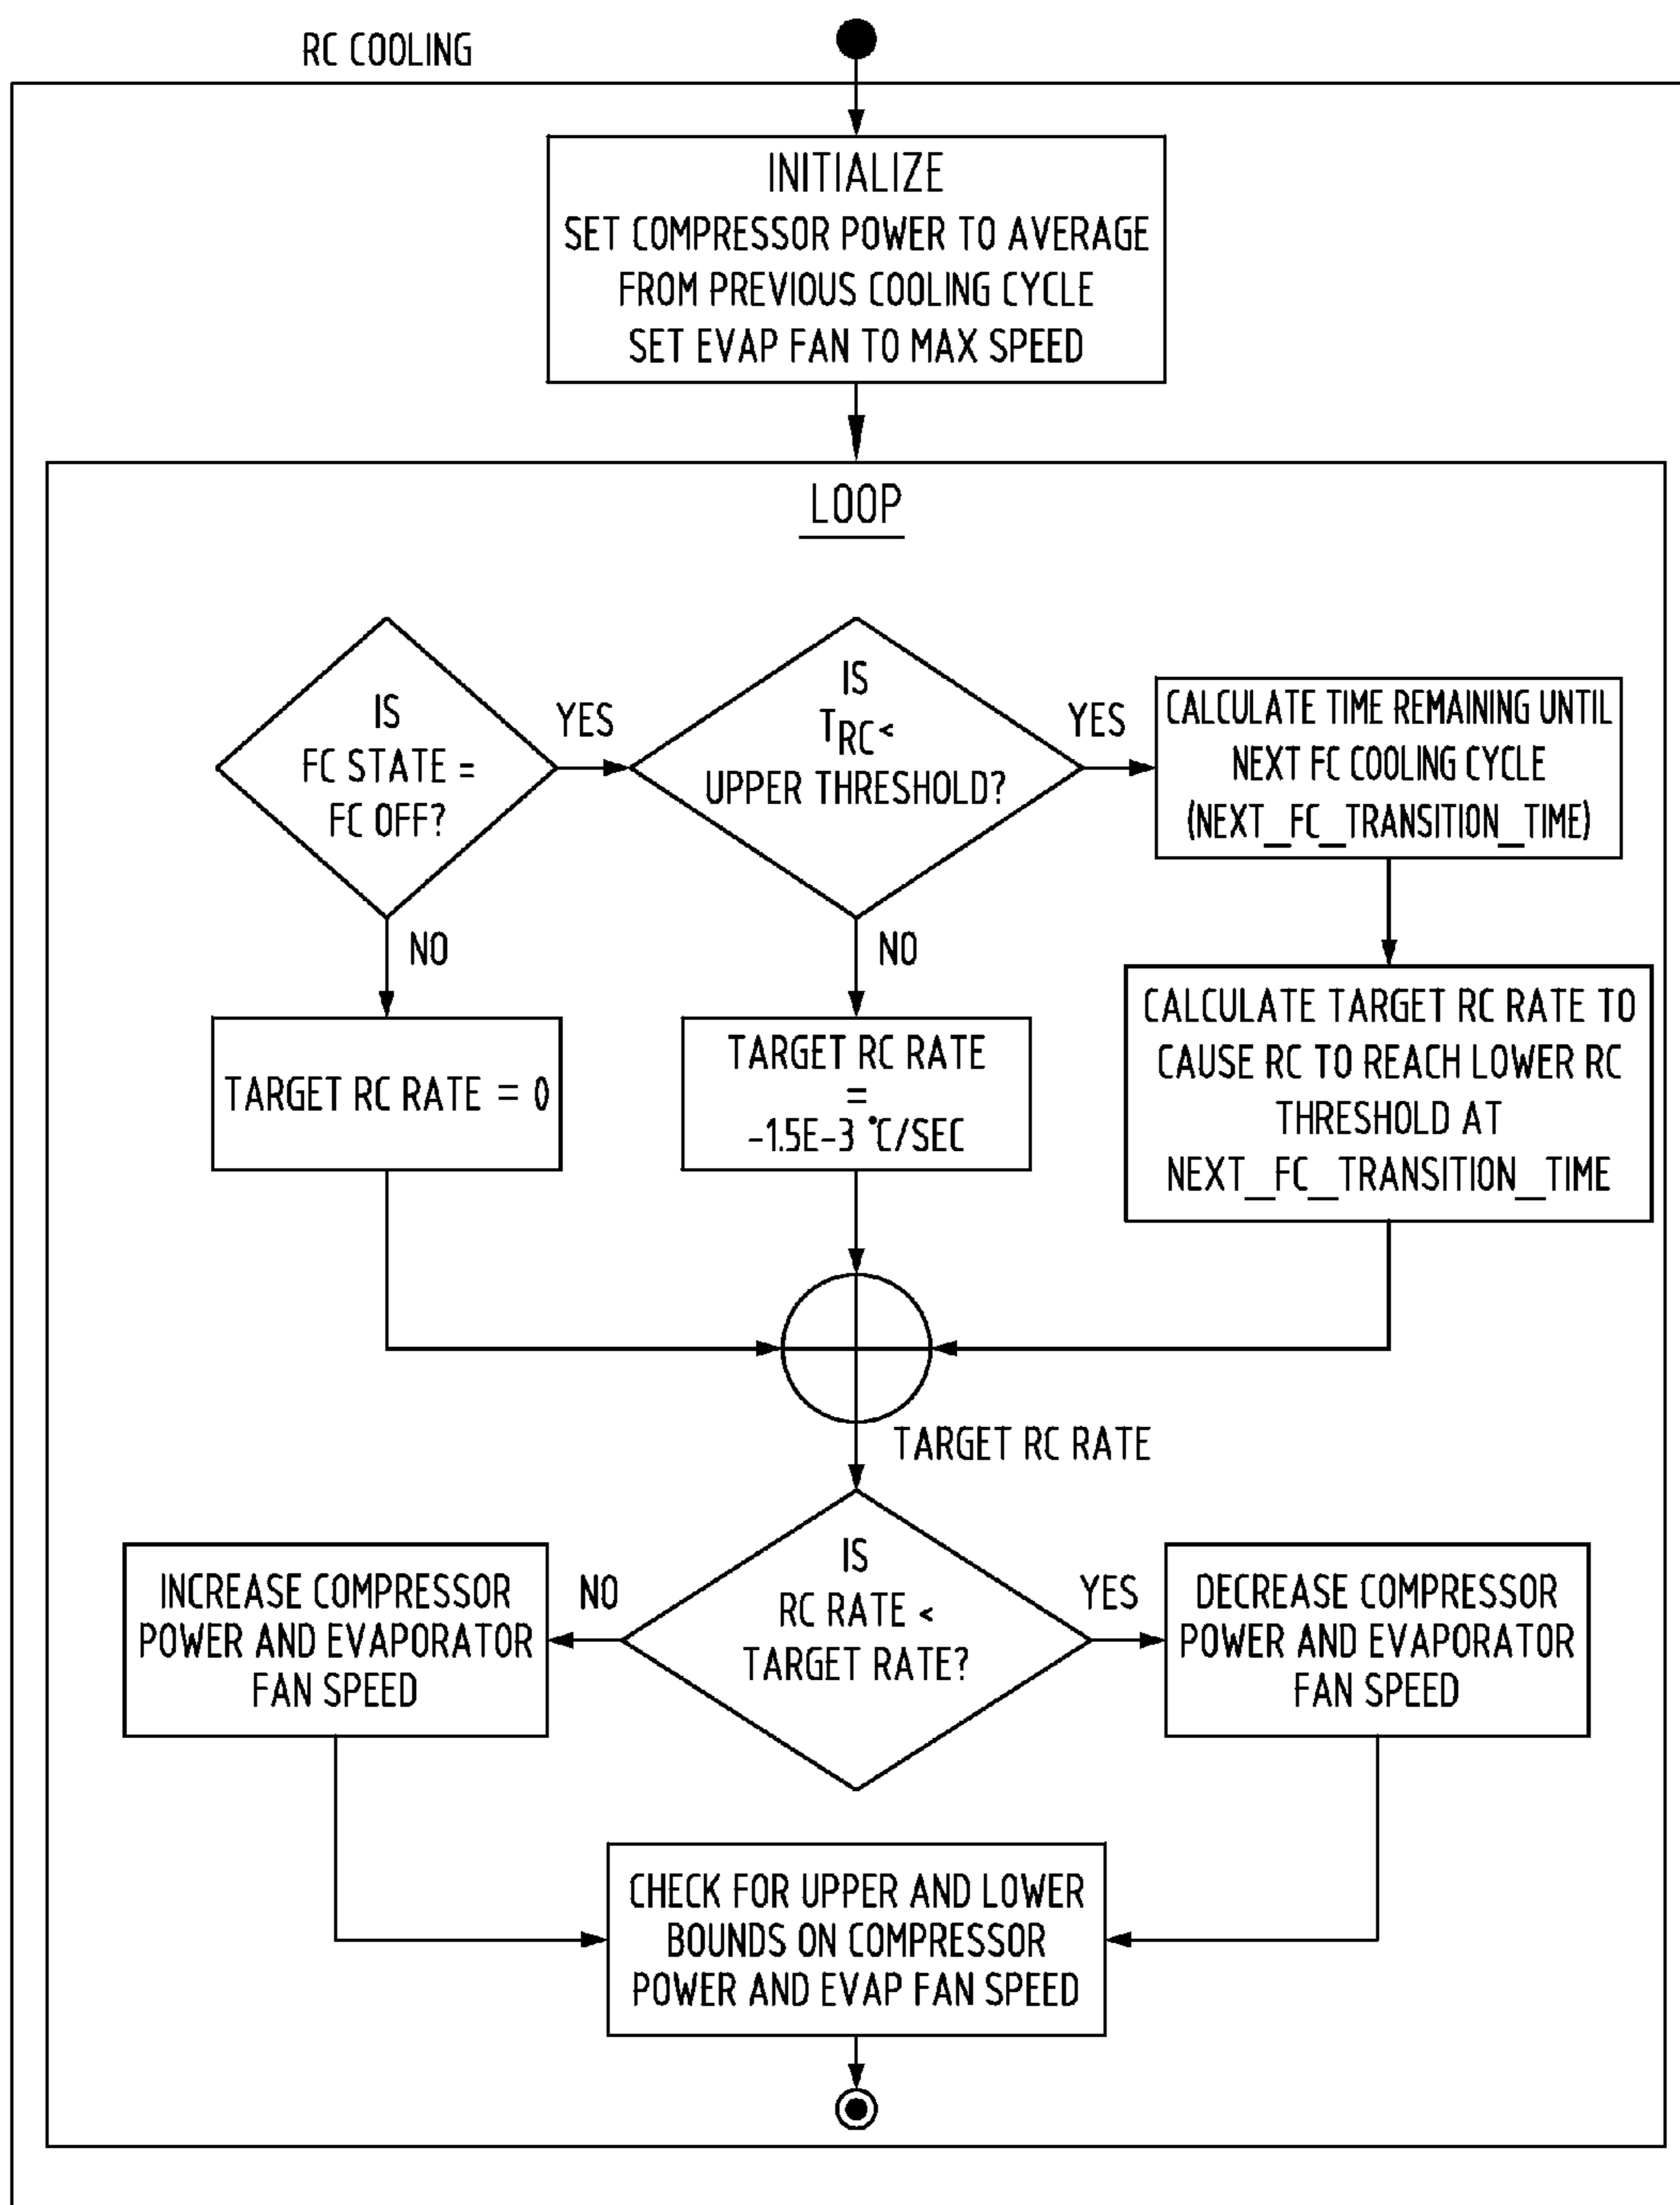 RC COOLING
INITIALIZE
SET COMPRESSOR POWER TO AVERAGE
FROM PREVIOUS COOLING CYCLE
SET EVAP FAN TO MAX SPEED
LOOP
IS
FC STATE =
FC OFF?
YES
IS
TRC<
UPPER THRESHOLD?
YES
CALCULATE TIME REMAINING UNTIL
NEXT FC COOLING CYCLE
(NEXT_FC_TRANSITION_TIME)
NO
NO
TARGET RC RATE = 0
TARGET RC RATE
=
-1.5E-3 °C/SEC
CALCULATE TARGET RC RATE TO
CAUSE RC TO REACH LOWER RC
THRESHOLD AT
NEXT_FC_TRANSITION_TIME
TARGET RC RATE
IS
RC RATE <
TARGET RATE?
NO
YES
INCREASE COMPRESSOR
POWER AND EVAPORATOR
FAN SPEED
DECREASE COMPRESSOR
POWER AND EVAPORATOR
FAN SPEED
CHECK FOR UPPER AND LOWER
BOUNDS ON COMPRESSOR
POWER AND EVAP FAN SPEED